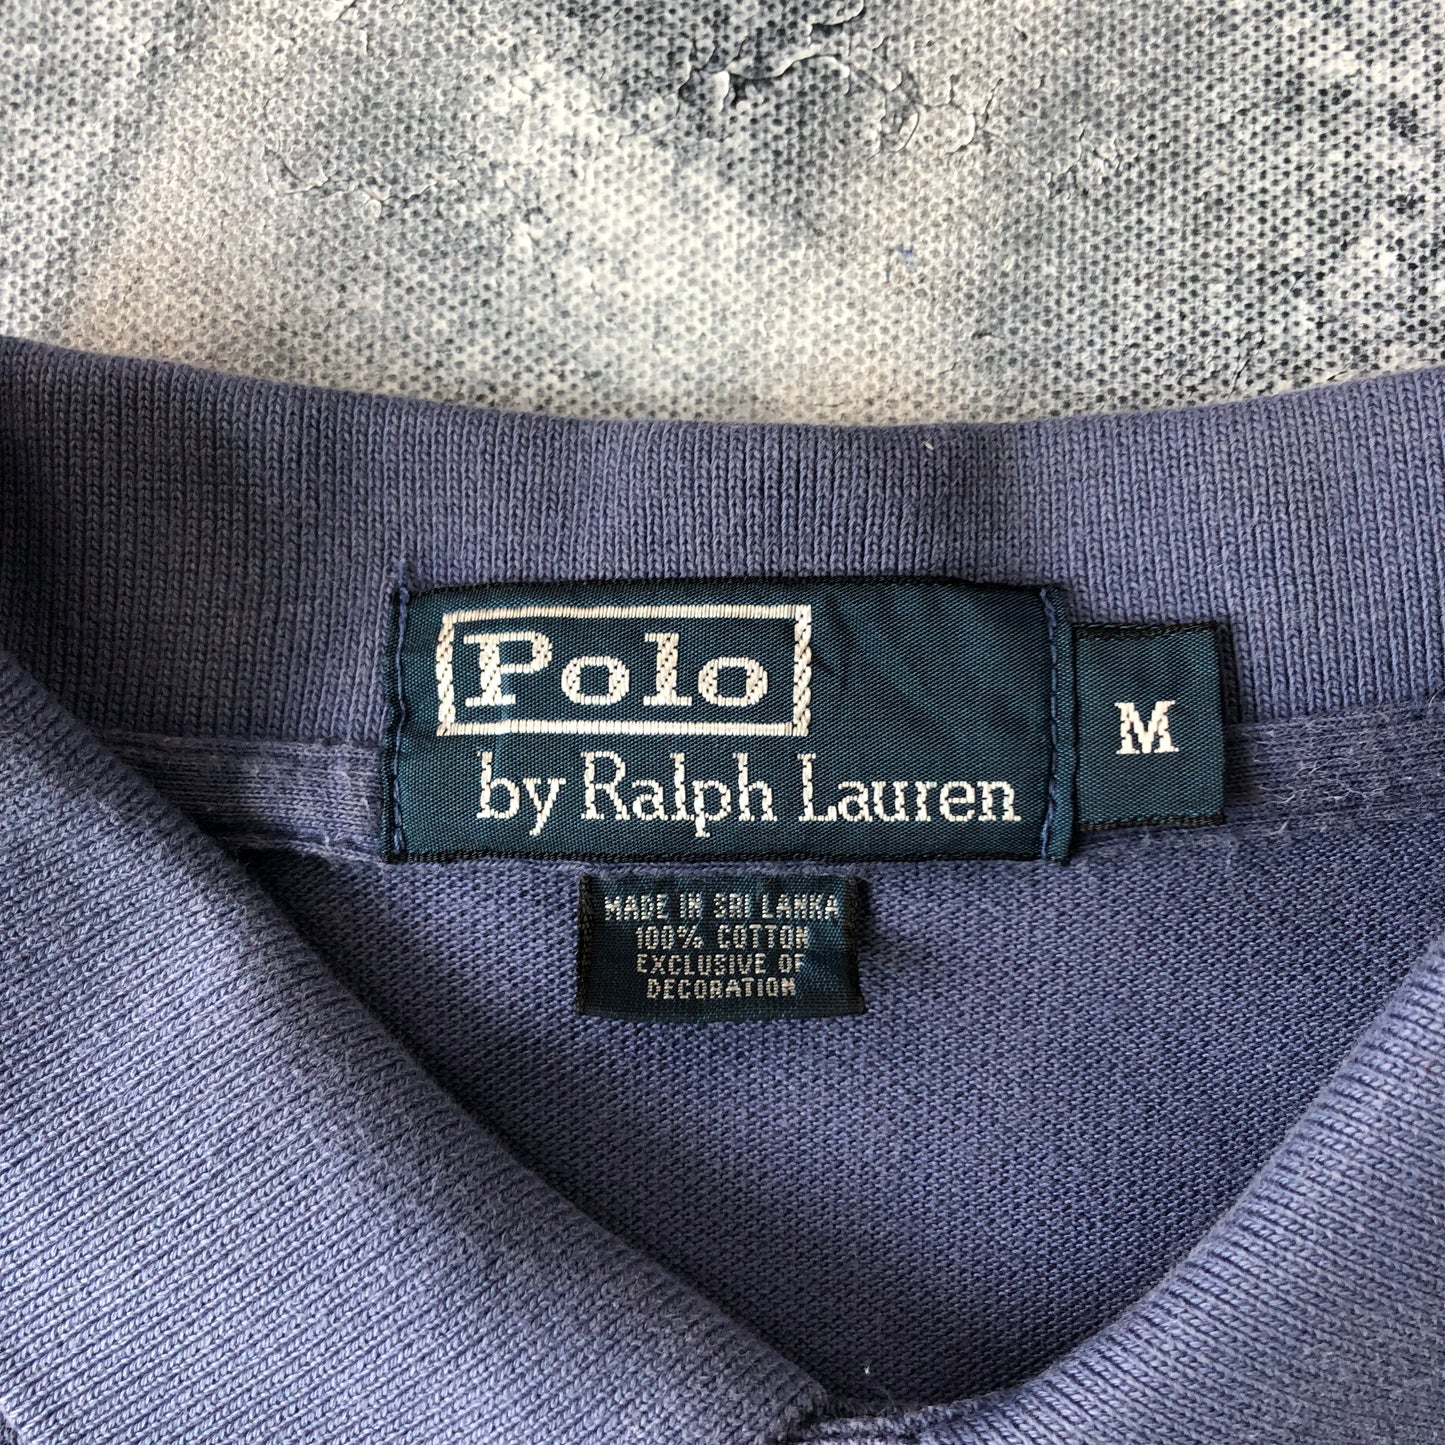 Polo
by Ralph Lauren
M
MADE IN SRI LANKA
100% COTTON
EXCLUSIVE OF
DECORATION